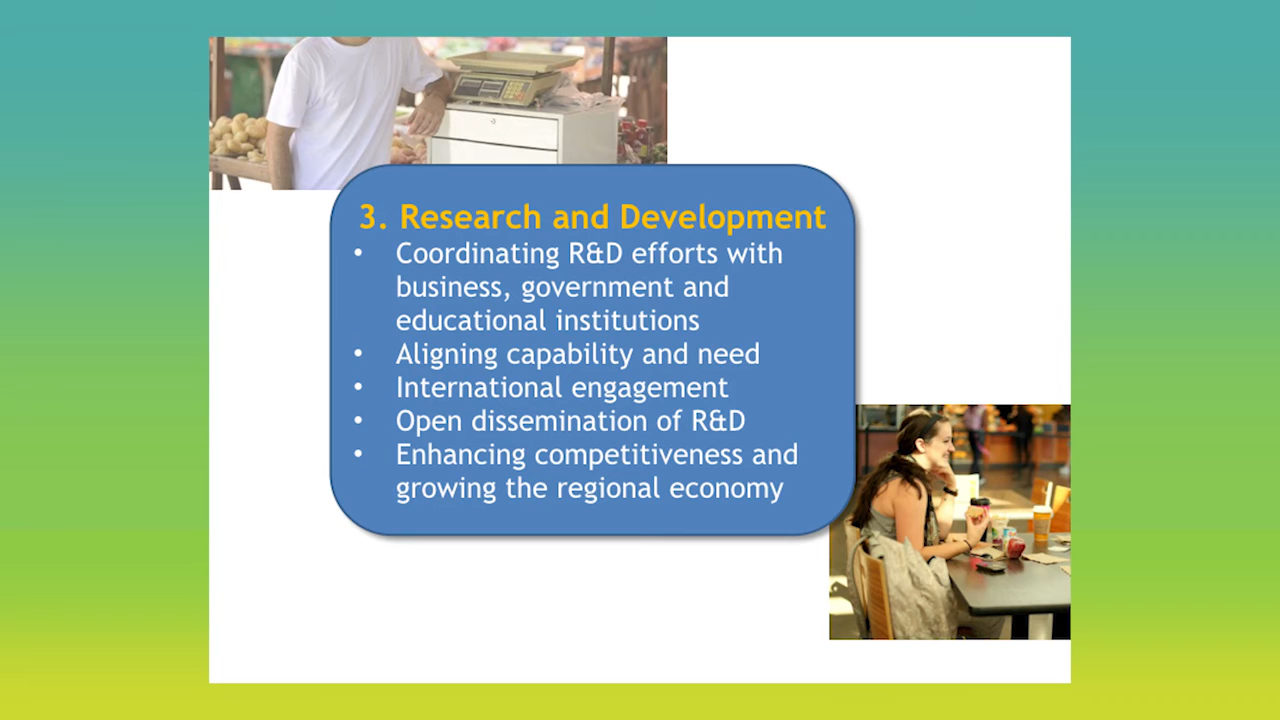 3. Research and Development
• Coordinating R&D efforts with
business, government and
educational institutions
• Aligning capability and need
• International engagement
• Open dissemination of R&D
• Enhancing competitiveness and
growing the regional economy